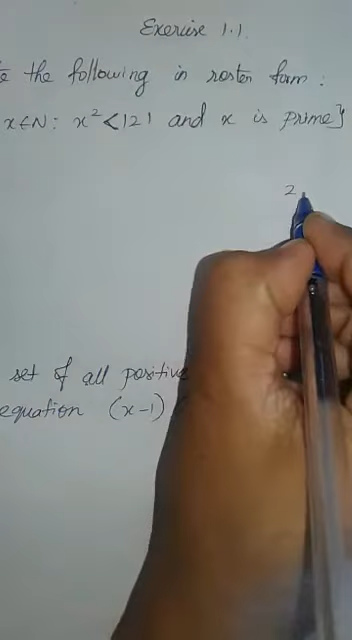 Exercise 1.1.
te the following in roster form :
x∈N : x² < 121 and x is prime}
2
set of all positive
equation (x-1)